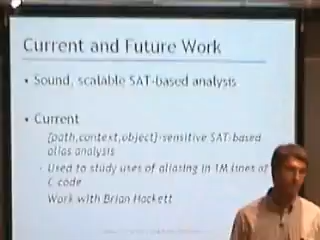 Current and Future Work
• Sound, scalable SAT-based analysis
• Current
{path,context,object}-sensitive SAT-based
alias analysis
- Used to study uses of aliasing in 1M lines of
C code
Work with Brian Hackett